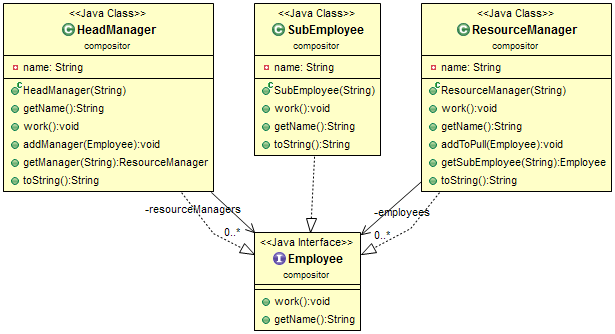 <<Java Class>>
HeadManager
compositor
name: String
HeadManager(String)
getName():String
work():void
addManager(Employee):void
getManager(String):ResourceManager
toString():String
<<Java Class>>
SubEmployee
compositor
name: String
SubEmployee(String)
work():void
getName():String
toString():String
<<Java Class>>
ResourceManager
compositor
name: String
ResourceManager(String)
work():void
getName():String
addToPull(Employee):void
getSubEmployee(String):Employee
toString():String
-resourceManagers
0..*
-employees
0..*
<<Java Interface>>
Employee
compositor
work():void
getName():String